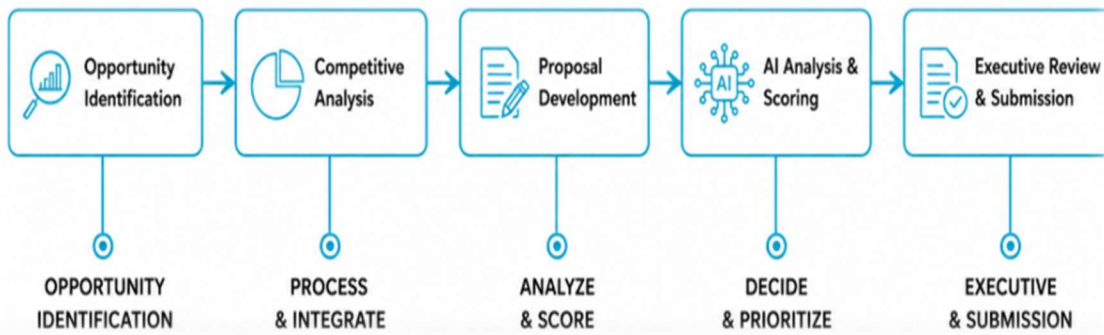 Opportunity
Identification
Competitive
Analysis
Proposal
Development
AI
AI Analysis &
Scoring
Executive Review
& Submission
OPPORTUNITY
IDENTIFICATION
PROCESS
& INTEGRATE
ANALYZE
& SCORE
DECIDE
& PRIORITIZE
EXECUTIVE
& SUBMISSION